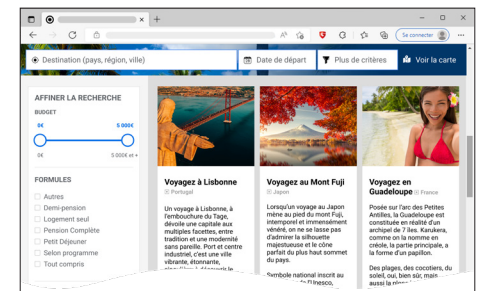 Se connecter
Destination (pays, région, ville)
Date de départ
Plus de critères
Voir la carte
AFFINER LA RECHERCHE
BUDGET
0€ 5 000€
0€ 5 000€ et +
FORMULES
Autres
Demi-pension
Logement seul
Pension Complète
Petit Déjeuner
Selon programme
Tout compris
Voyagez à Lisbonne
Portugal
Un voyage à Lisbonne, à
l'embouchure du Tage,
dévoile une capitale aux
multiples facettes, entre
tradition et une modernité
sans pareille. Port et centre
industriel, c'est une ville
vibrante, étonnante,
Voyagez au Mont Fuji
Japon
Lorsqu'un voyage au Japon
mène au pied du mont Fuji,
intemporel et immensément
vénéré, on ne se lasse pas
d'admirer la silhouette
majestueuse et le cône
parfait du plus haut sommet
du pays.
Symbole national inscrit au
Voyagez en
Guadeloupe France
Posée sur l'arc des Petites
Antilles, la Guadeloupe est
constituée en réalité d'un
archipel de 7 îles. Karukera,
comme on la nomme en
créole, la partie principale, a
la forme d'un papillon.
Des plages, des cocotiers, du
soleil, oui, bien sûr, mais
aussi la